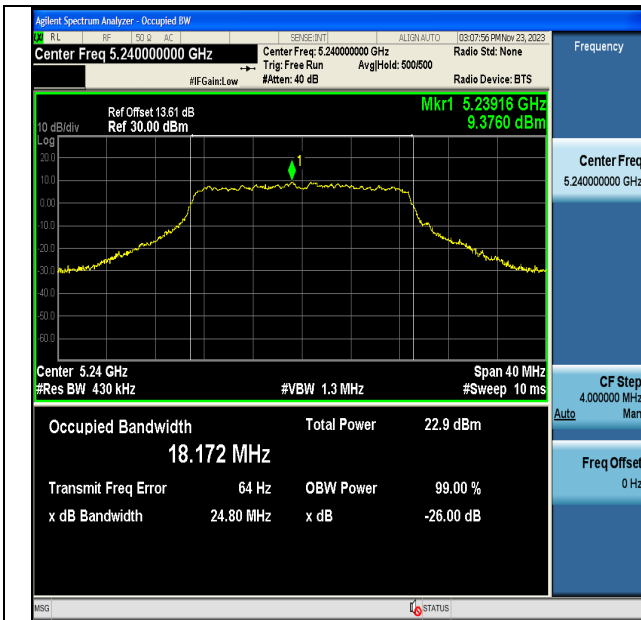 Agilent Spectrum Analyzer - Occupied BW
RL RF 50 Ω AC SENSE:INT ALIGN AUTO 03:07:56 PM Nov 23, 2023
Center Freq 5.240000000 GHz
Center Freq: 5.240000000 GHz
Radio Std: None
Trig: Free Run Avg|Hold: 500/500
#IFGain:Low
#Atten: 40 dB
Radio Device: BTS
Frequency
Ref Offset 13.61 dB
Mkr1 5.23916 GHz
10 dB/div Ref 30.00 dBm
9.3760 dBm
Log
20.0
1
10.0
0.00
-10.0
-20.0
-30.0
-40.0
-50.0
-60.0
Center Freq
5.240000000 GHz
Center 5.24 GHz
Span 40 MHz
#Res BW 430 kHz
#VBW 1.3 MHz
#Sweep 10 ms
CF Step
4.000000 MHz
Auto Man
Occupied Bandwidth
Total Power 22.9 dBm
18.172 MHz
Transmit Freq Error 64 Hz
OBW Power 99.00 %
x dB Bandwidth 24.80 MHz
x dB -26.00 dB
Freq Offset
0 Hz
MSG
STATUS